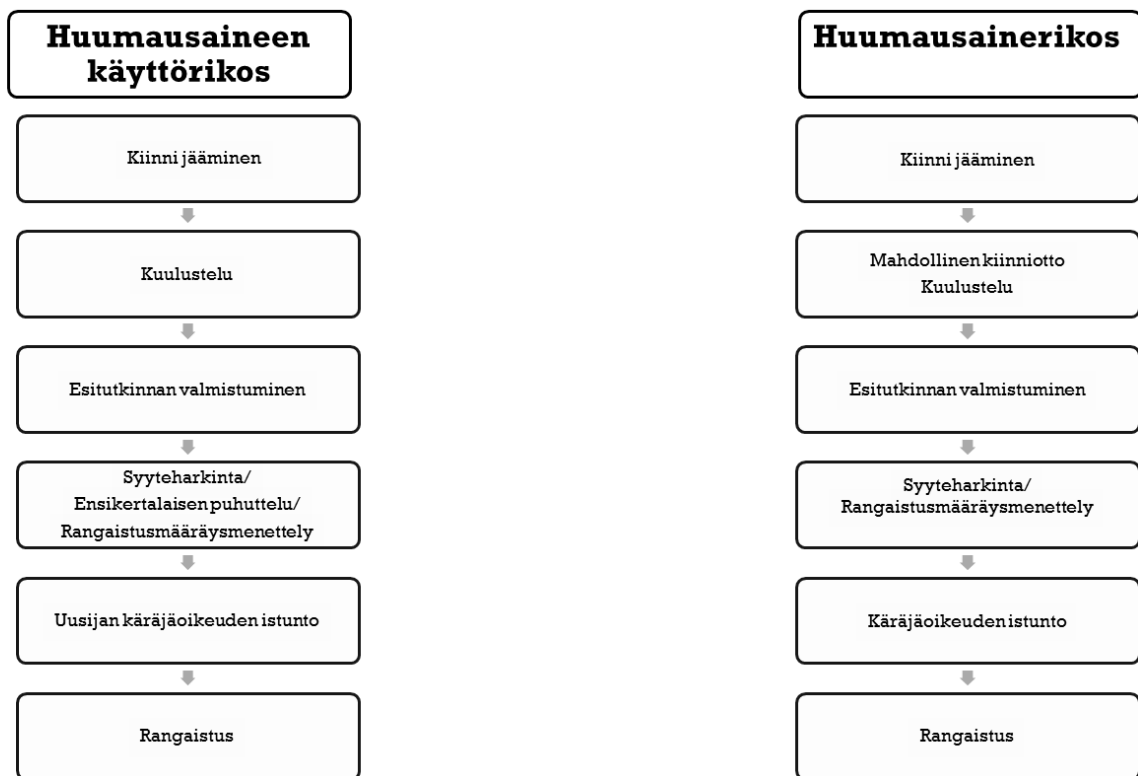 Huumausaineen
käyttörikos
Kiinni jääminen
Kuulustelu
Esitutkinnan valmistuminen
Syyteharkinta/
Ensikertalaisen puhuttelu/
Rangaistusmääräysmenettely
Uusijan käräjäoikeuden istunto
Rangaistus
Huumausainerikos
Kiinni jääminen
Mahdollinen kiinniotto
Kuulustelu
Esitutkinnan valmistuminen
Syyteharkinta/
Rangaistusmääräysmenettely
Käräjäoikeuden istunto
Rangaistus